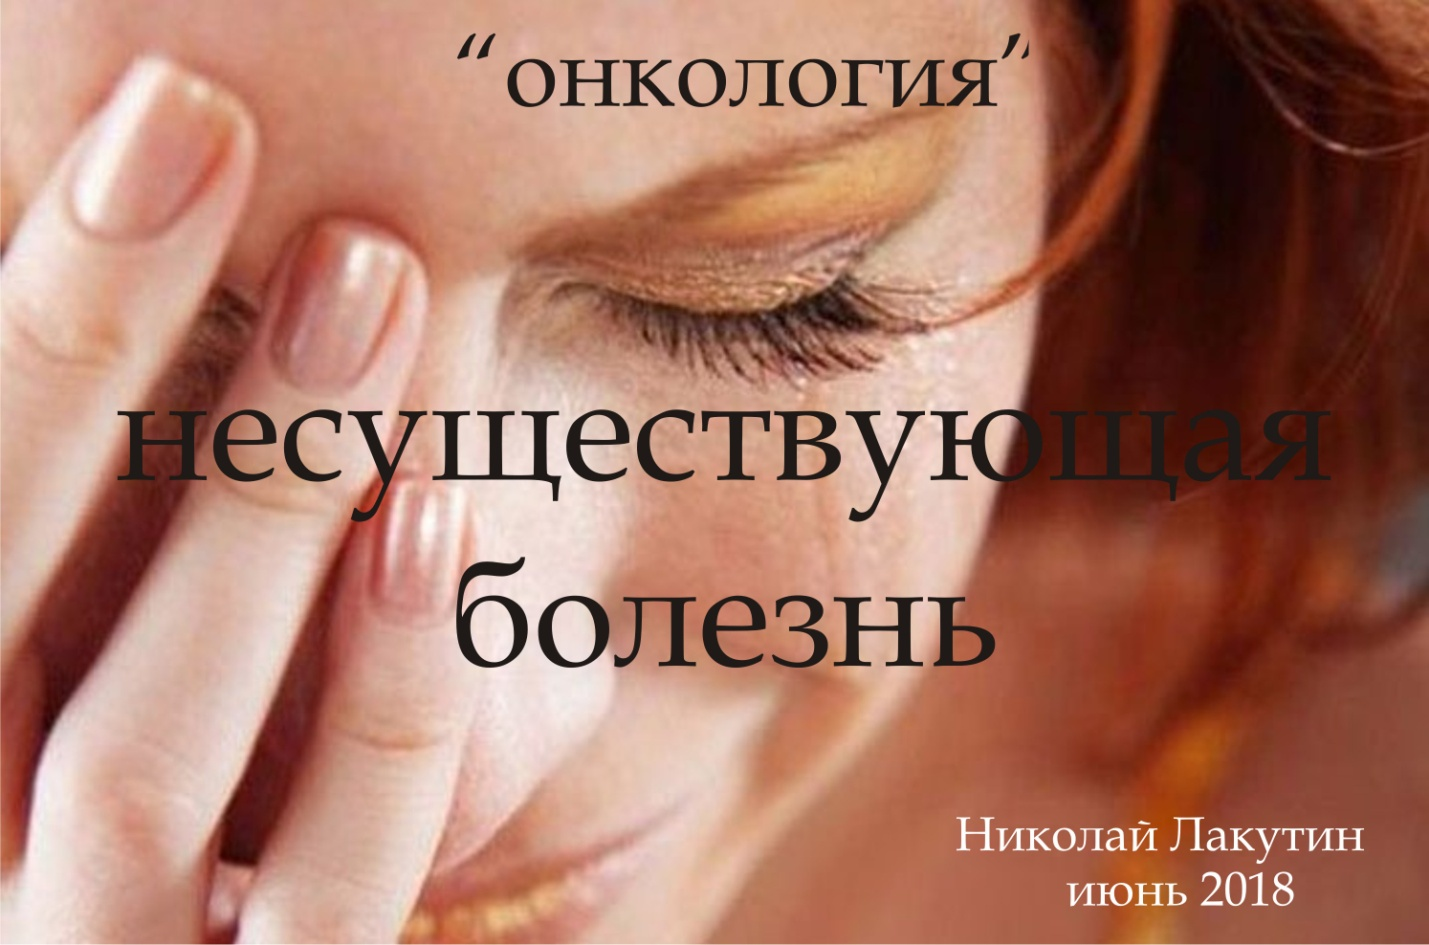 “онкология”
несуществующая
болезнь
Николай Лакутин
июнь 2018